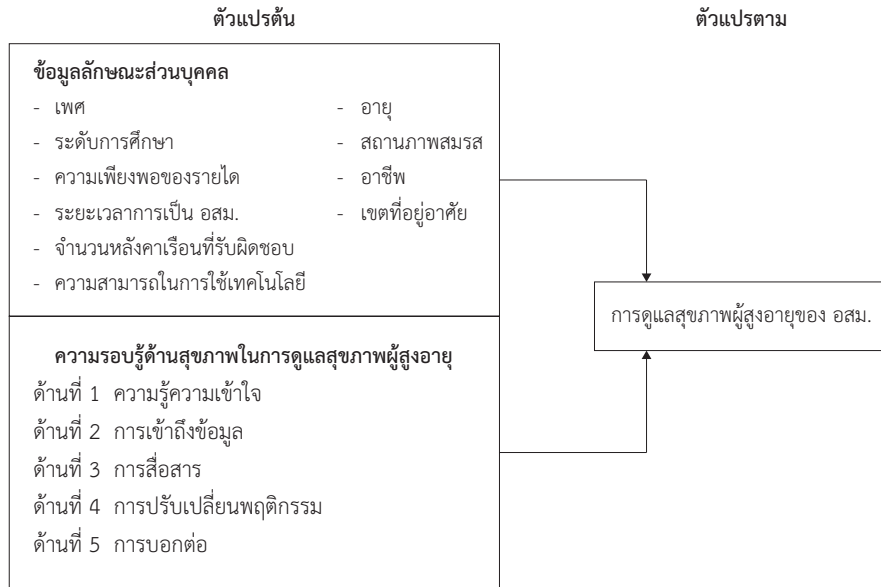 ตัวแปรต้น ตัวแปรตาม
ข้อมูลลักษณะส่วนบุคคล
- เพศ - อายุ
- ระดับการศึกษา - สถานภาพสมรส
- ความเพียงพอของรายได - อาชีพ
- ระยะเวลาการเป็น อสม. - เขตที่อยู่อาศัย
- จำนวนหลังคาเรือนที่รับผิดชอบ
- ความสามารถในการใช้เทคโนโลยี
การดูแลสุขภาพผู้สูงอายุของ อสม.
ความรอบรู้ด้านสุขภาพในการดูแลสุขภาพผู้สูงอายุ
ด้านที่ 1 ความรู้ความเข้าใจ
ด้านที่ 2 การเข้าถึงข้อมูล
ด้านที่ 3 การสื่อสาร
ด้านที่ 4 การปรับเปลี่ยนพฤติกรรม
ด้านที่ 5 การบอกต่อ